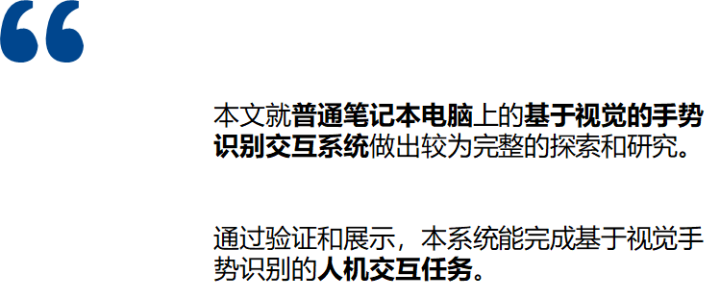 “
本文就普通笔记本电脑上的基于视觉的手势
识别交互系统做出较为完整的探索和研究。
通过验证和展示，本系统能完成基于视觉手
势识别的人机交互任务。